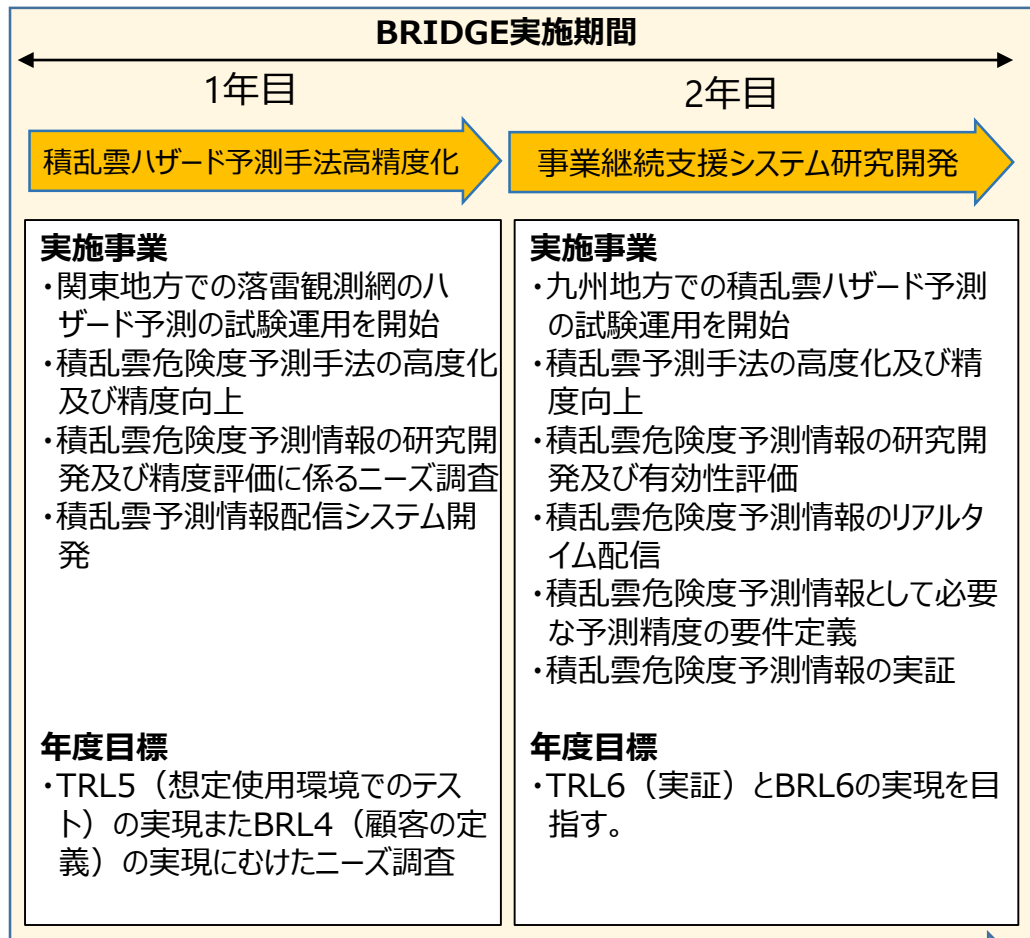 BRIDGE実施期間
1年目
2年目
積乱雲ハザード予測手法高精度化
事業継続支援システム研究開発
実施事業
・関東地方での落雷観測網のハ
ザード予測の試験運用を開始
・積乱雲危険度予測手法の高度化
及び精度向上
・積乱雲危険度予測情報の研究開
発及び精度評価に係るニーズ調査
・積乱雲予測情報配信システム開
発
年度目標
・TRL5（想定使用環境でのテス
ト）の実現またBRL4（顧客の定
義）の実現にむけたニーズ調査
実施事業
・九州地方での積乱雲ハザード予測
の試験運用を開始
・積乱雲予測手法の高度化及び精
度向上
・積乱雲危険度予測情報の研究開
発及び有効性評価
・積乱雲危険度予測情報のリアルタ
イム配信
・積乱雲危険度予測情報として必要
な予測精度の要件定義
・積乱雲危険度予測情報の実証
年度目標
・TRL6（実証）とBRL6の実現を目
指す。